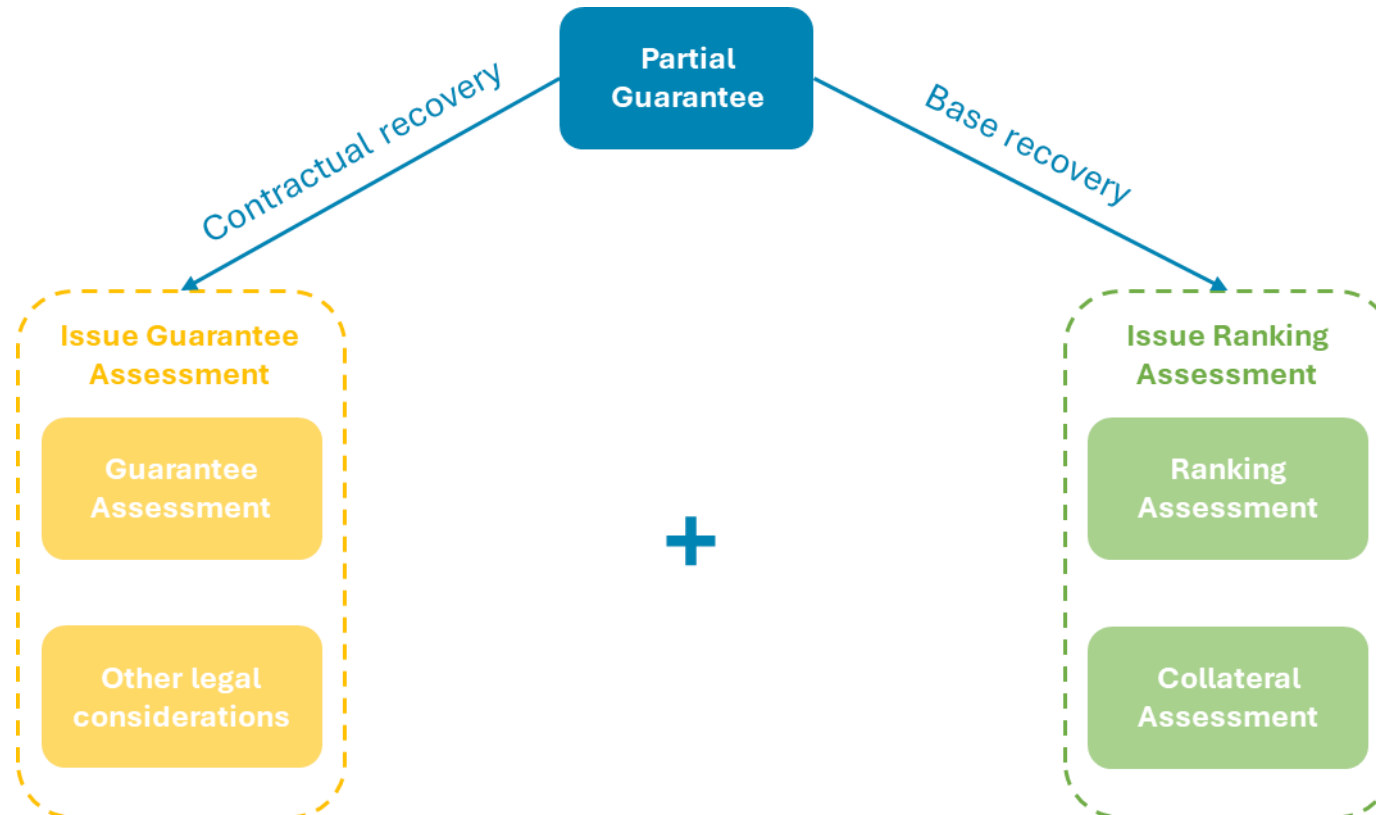 Partial
Guarantee
Contractual recovery
Base recovery
Issue Guarantee
Assessment
Guarantee
Assessment
Other legal
considerations
+
Issue Ranking
Assessment
Ranking
Assessment
Collateral
Assessment